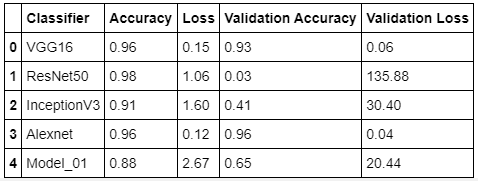 Classifier Accuracy Loss Validation Accuracy Validation Loss
0 VGG16 0.96 0.15 0.93 0.06
1 ResNet50 0.98 1.06 0.03 135.88
2 InceptionV3 0.91 1.60 0.41 30.40
3 Alexnet 0.96 0.12 0.96 0.04
4 Model_01 0.88 2.67 0.65 20.44